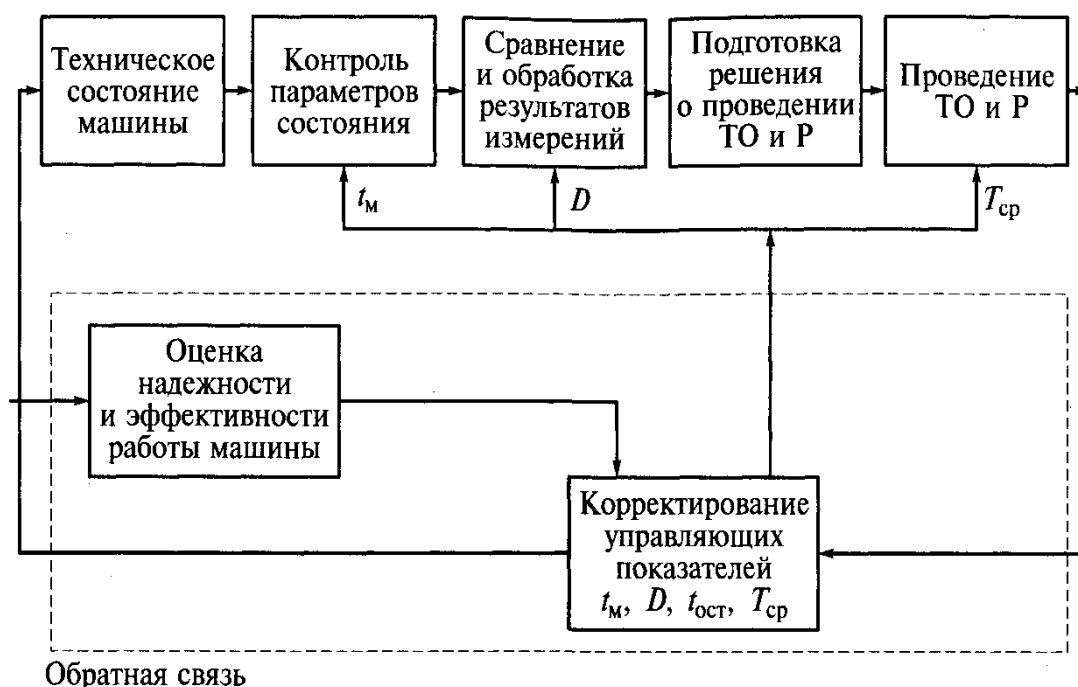 Техническое
состояние
машины
Контроль
параметров
состояния
Сравнение
и обработка
результатов
измерений
Подготовка
решения
о проведении
ТО и Р
Проведение
ТО и Р
tм
D
Tср
Оценка
надежности
и эффективности
работы машины
Корректирование
управляющих
показателей
tм, D, tост, Tср
Обратная связь